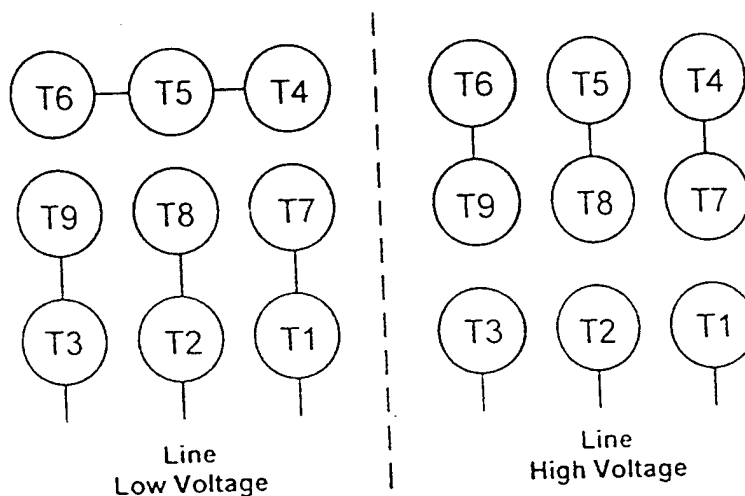 T6 T5 T4
T9 T8 T7
T3 T2 T1
Line
Low Voltage
T6 T5 T4
T9 T8 T7
T3 T2 T1
Line
High Voltage